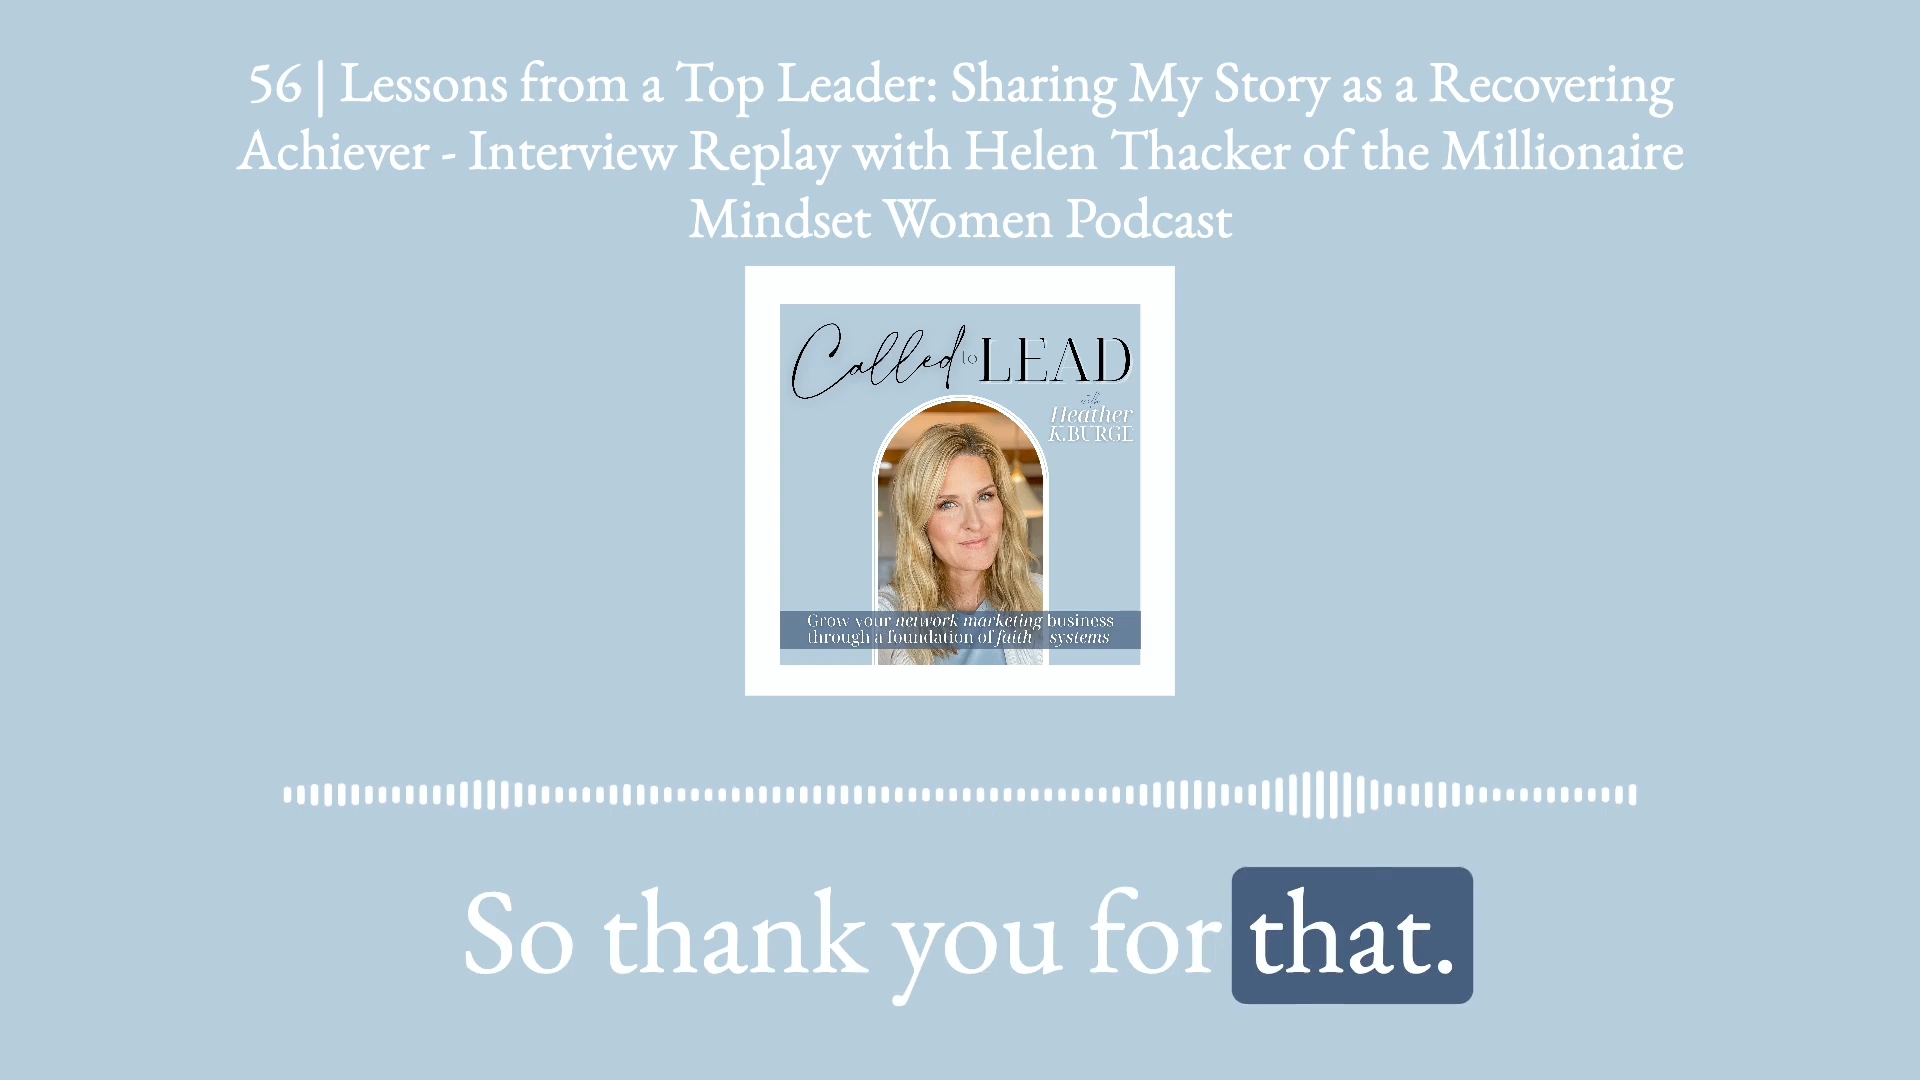 56 | Lessons from a Top Leader: Sharing My Story as a Recovering
Achiever - Interview Replay with Helen Thacker of the Millionaire
Mindset Women Podcast
Called to LEAD
with
Heather
K.BURGE
Grow your network marketing business
through a foundation of faith systems
So thank you for that.